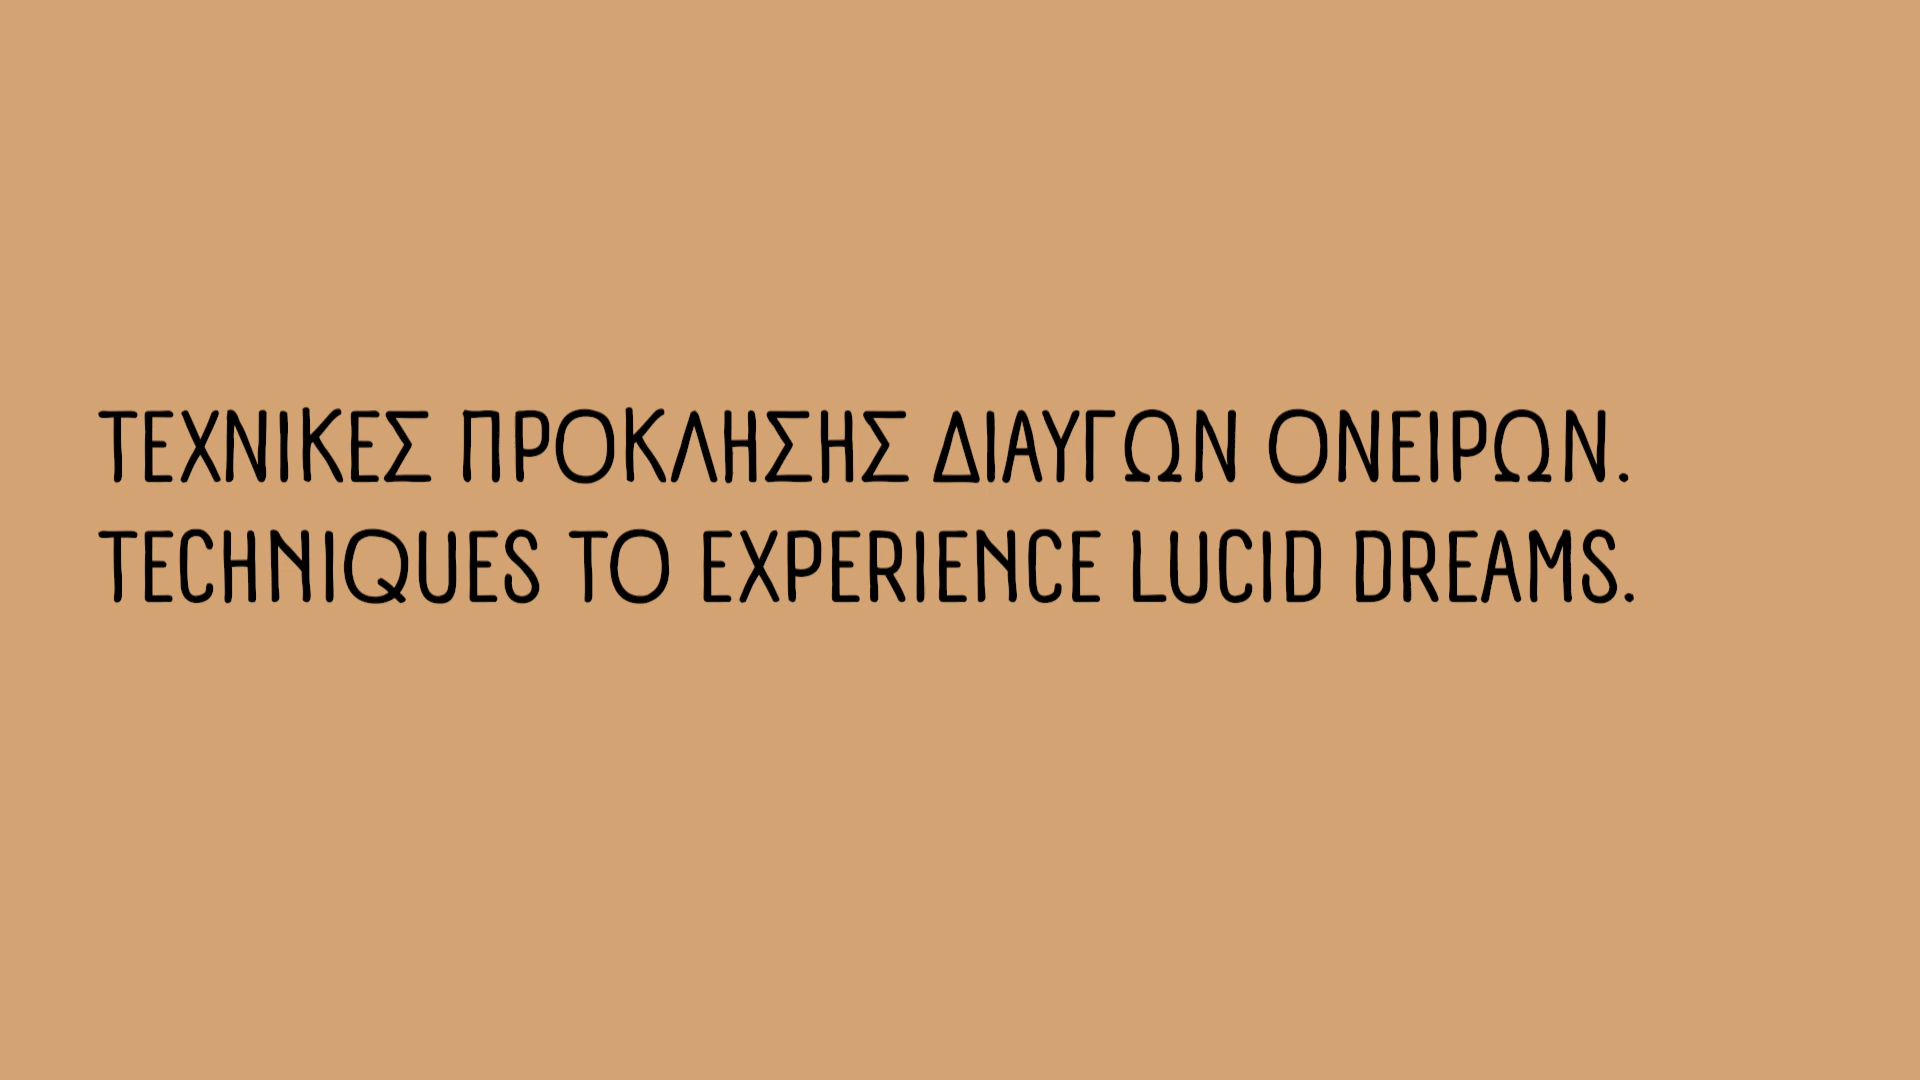 ΤΕΧΝΙΚΕΣ ΠΡΟΚΛΗΣΗΣ ΔΙΑΥΓΩΝ ΟΝΕΙΡΩΝ.
TECHNIQUES TO EXPERIENCE LUCID DREAMS.